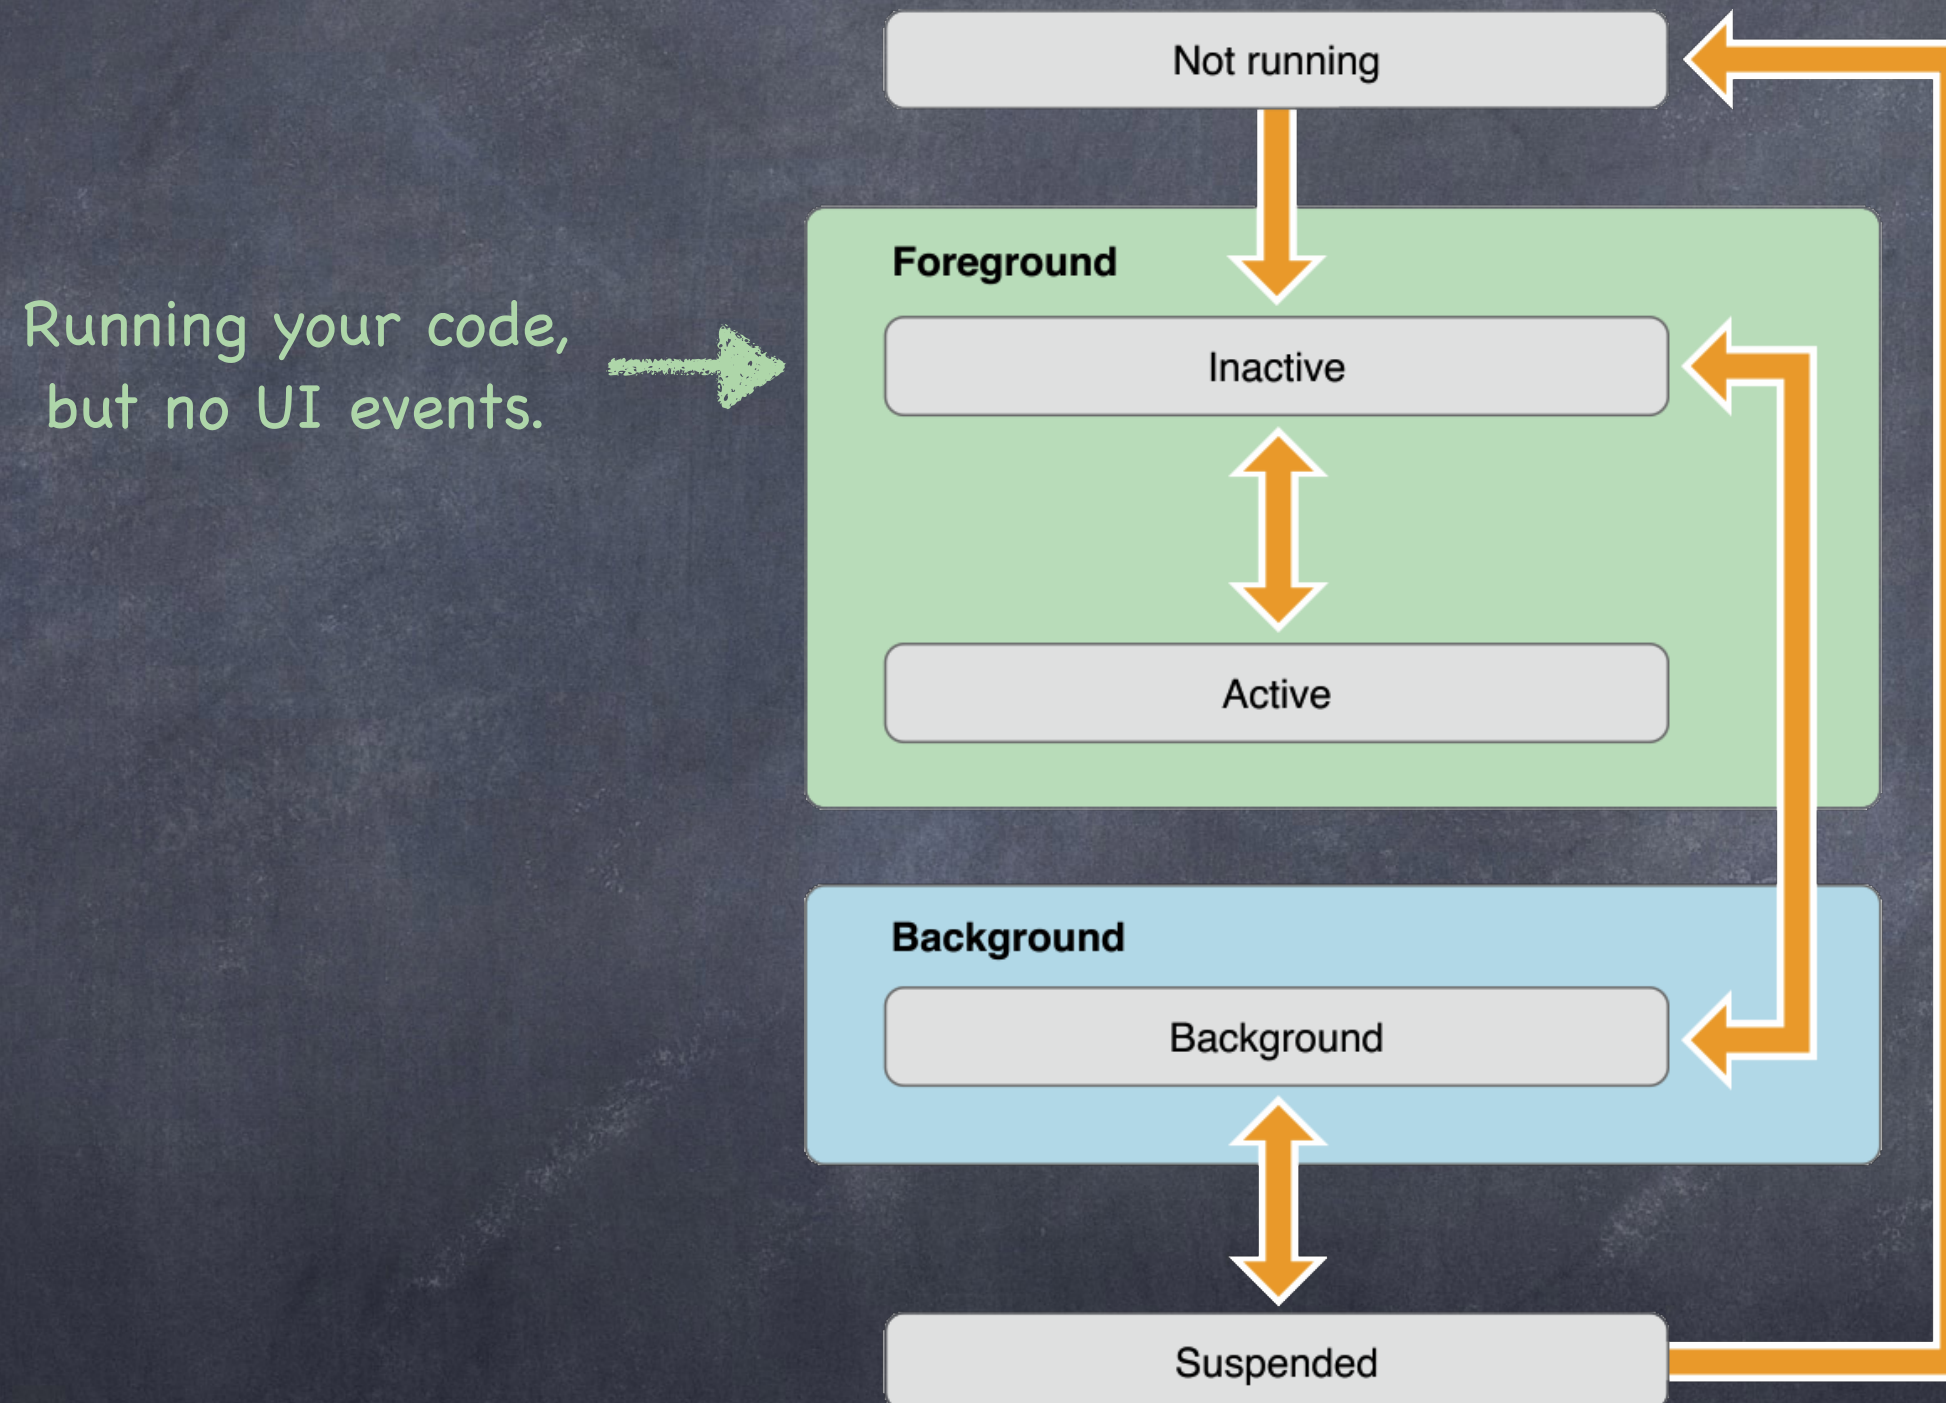 Not running
Foreground
Running your code,
but no UI events.
Inactive
Active
Background
Background
Suspended